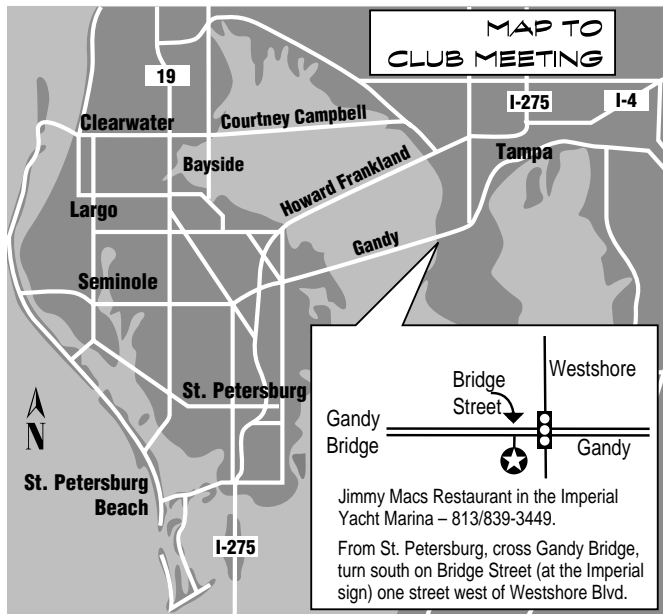 MAP TO
CLUB MEETING
19
I-275
I-4
Clearwater
Courtney Campbell
Tampa
Bayside
Howard Frankland
Largo
Gandy
Seminole
St. Petersburg
N
St. Petersburg
Beach
I-275
Westshore
Bridge
Street
Gandy
Bridge
Gandy
Jimmy Macs Restaurant in the Imperial
Yacht Marina – 813/839-3449.
From St. Petersburg, cross Gandy Bridge,
turn south on Bridge Street (at the Imperial
sign) one street west of Westshore Blvd.